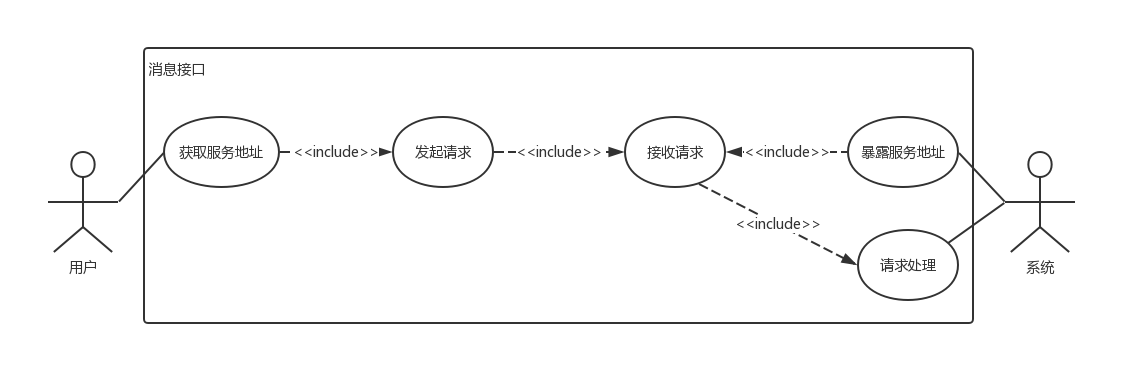 消息接口
获取服务地址
<<include>>
发起请求
<<include>>
接收请求
<<include>>
暴露服务地址
<<include>>
请求处理
用户
系统